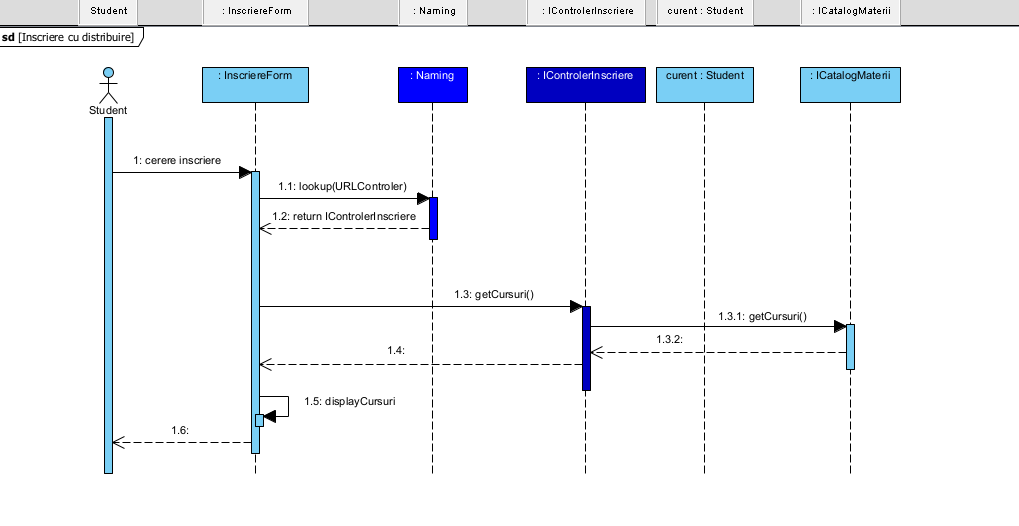 Student
: InscriereForm
: Naming
: IControlerInscriere
curent : Student
: ICatalogMaterii
sd [Inscriere cu distribuire]
: InscriereForm
: Naming
: IControlerInscriere
curent : Student
: ICatalogMaterii
Student
1: cerere inscriere
1.1: lookup(URLControler)
1.2: return IControlerInscriere
1.3: getCursuri()
1.3.1: getCursuri()
1.3.2:
1.4:
1.5: displayCursuri
1.6: